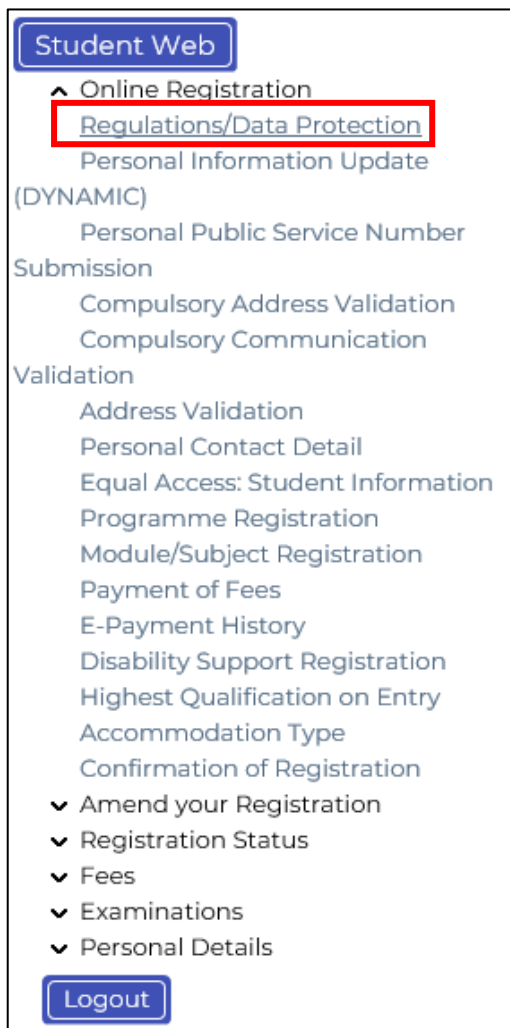 Student Web
Online Registration
Regulations/Data Protection
Personal Information Update
(DYNAMIC)
Personal Public Service Number
Submission
Compulsory Address Validation
Compulsory Communication
Validation
Address Validation
Personal Contact Detail
Equal Access: Student Information
Programme Registration
Module/Subject Registration
Payment of Fees
E-Payment History
Disability Support Registration
Highest Qualification on Entry
Accommodation Type
Confirmation of Registration
Amend your Registration
Registration Status
Fees
Examinations
Personal Details
Logout